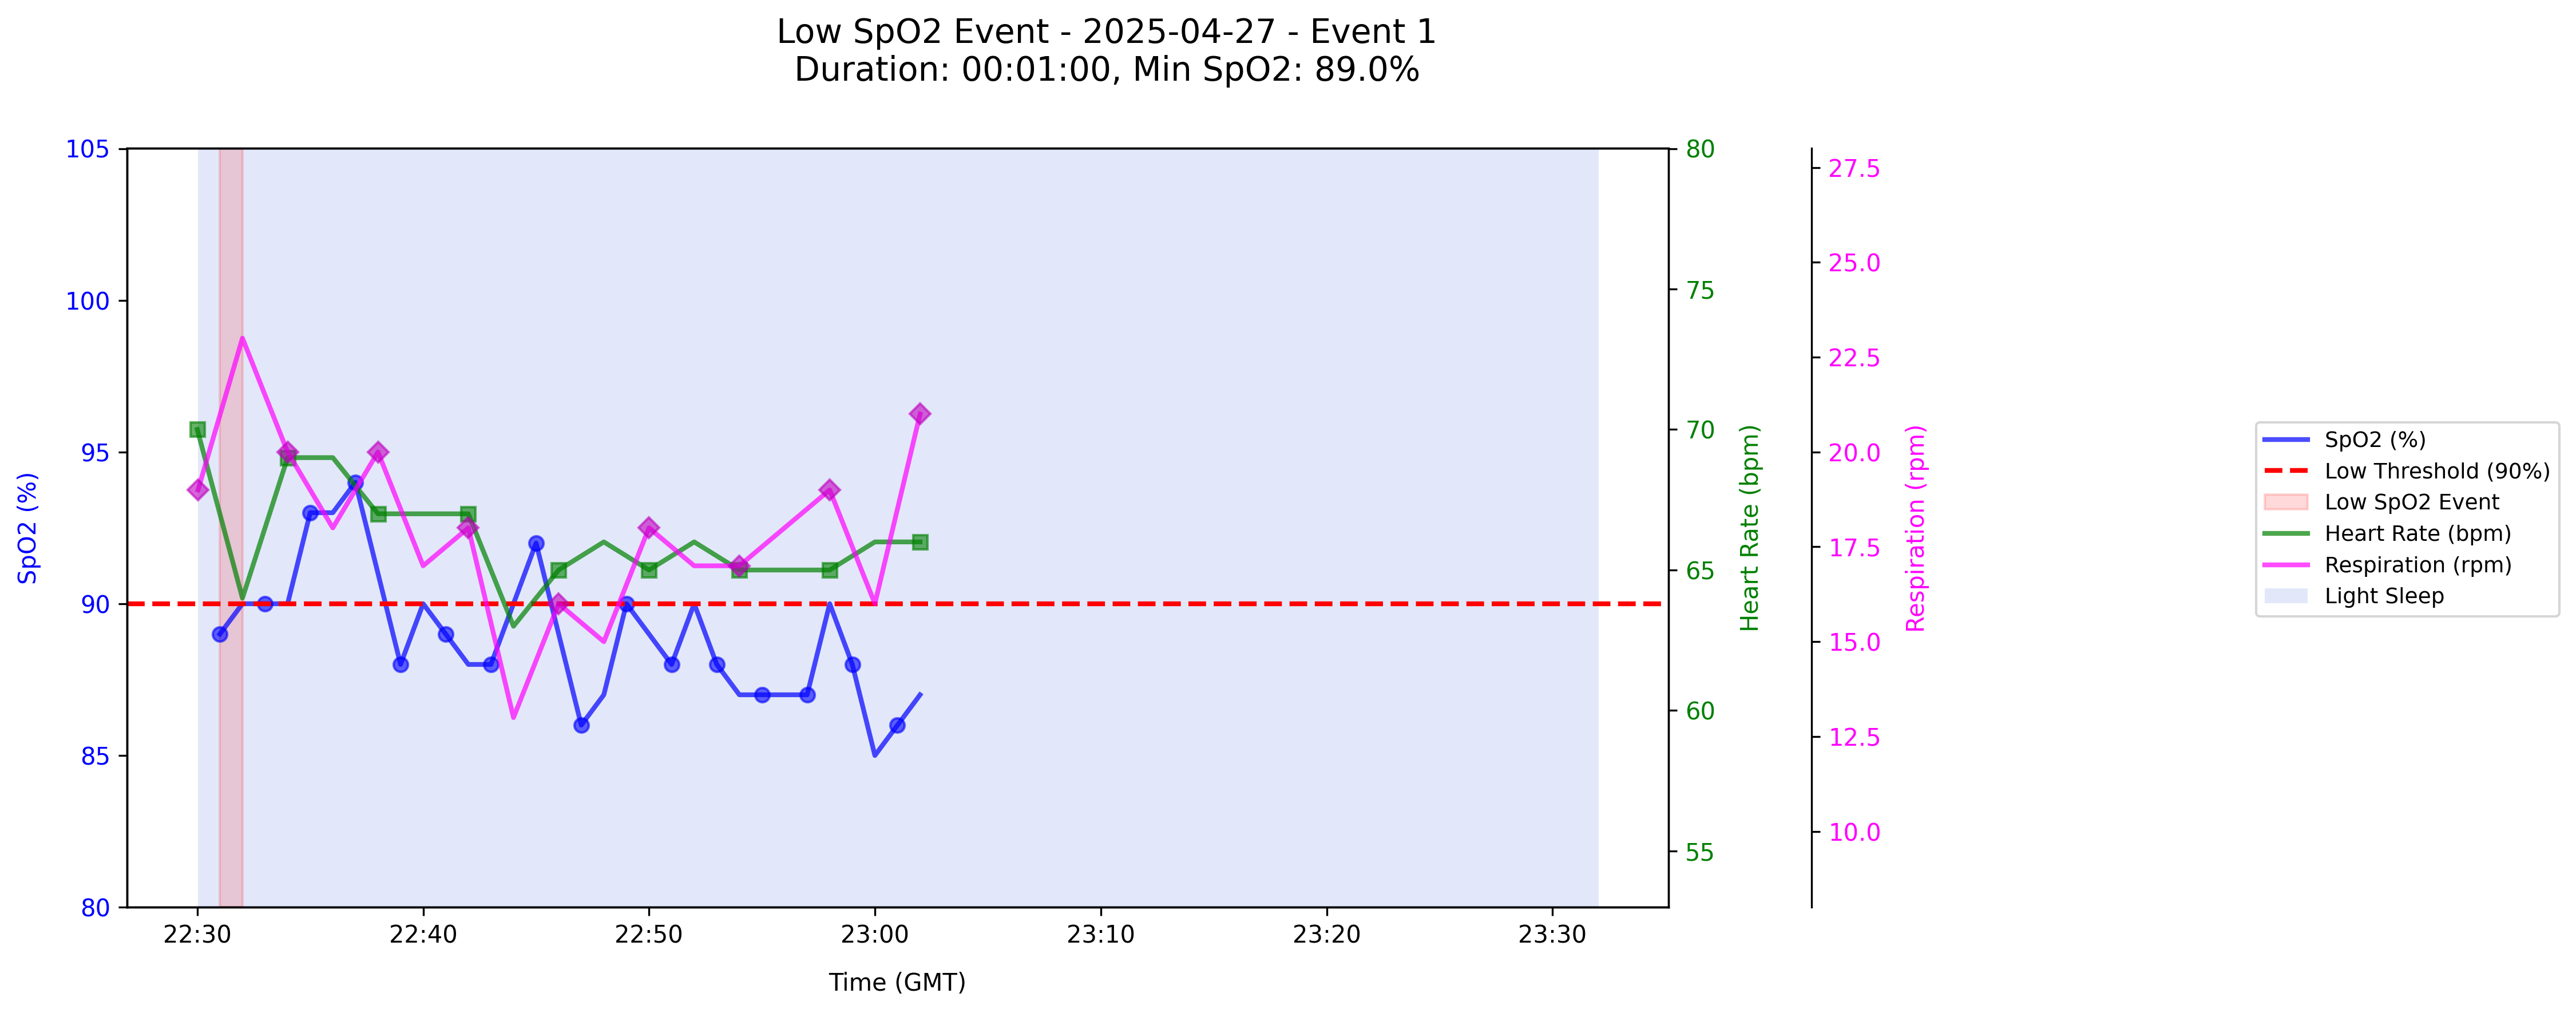 Low SpO2 Event - 2025-04-27 - Event 1
Duration: 00:01:00, Min SpO2: 89.0%
105
100
95
90
85
80
SpO2 (%)
80
75
70
65
60
55
Heart Rate (bpm)
27.5
25.0
22.5
20.0
17.5
15.0
12.5
10.0
Respiration (rpm)
SpO2 (%)
Low Threshold (90%)
Low SpO2 Event
Heart Rate (bpm)
Respiration (rpm)
Light Sleep
22:30 22:40 22:50 23:00 23:10 23:20 23:30
Time (GMT)